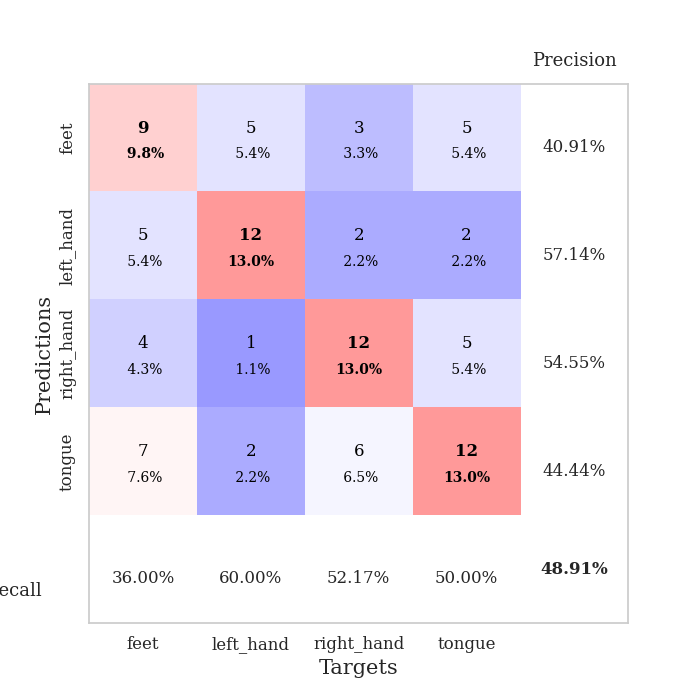 Precision
feet 9 5 3 5 40.91%
9.8% 5.4% 3.3% 5.4%
left_hand 5 12 2 2 57.14%
5.4% 13.0% 2.2% 2.2%
Predictions
right_hand 4 1 12 5 54.55%
4.3% 1.1% 13.0% 5.4%
tongue 7 2 6 12 44.44%
7.6% 2.2% 6.5% 13.0%
ecall 36.00% 60.00% 52.17% 50.00% 48.91%
feet left_hand right_hand tongue
Targets